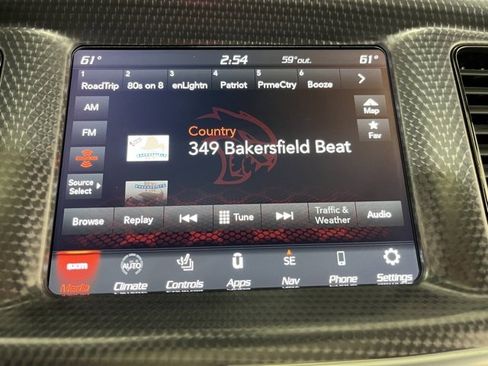 61° 2:54 59°out. 61°
1 2 3 4 5 6
RoadTrip 80s on 8 enLightn Patriot PrmeCtry Booze
AM
Map
FM
Fav
Country
349 Bakersfield Beat
Source
Select
Browse Replay Tune Traffic & Weather Audio
AUTO SE
Media Climate Controls Apps Nav Phone Settings